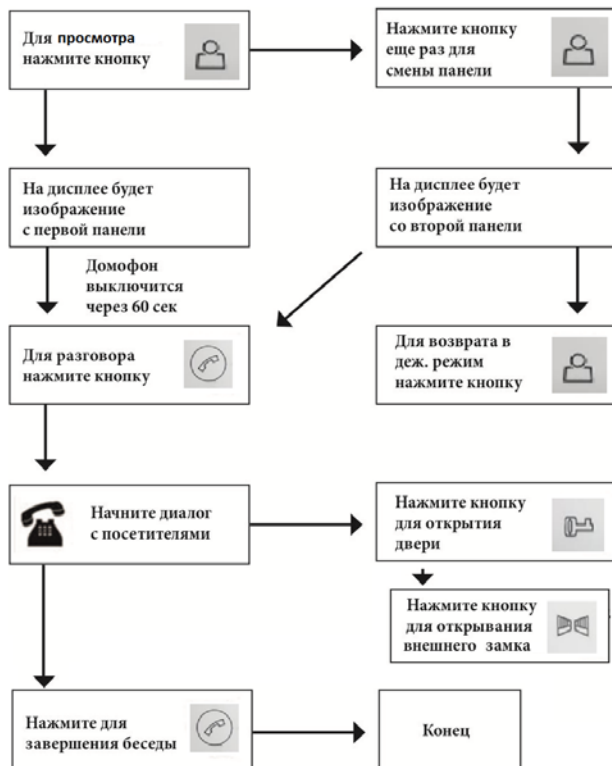 Для просмотра
нажмите кнопку
Нажмите кнопку
еще раз для
смены панели
На дисплее будет
изображение
с первой панели
На дисплее будет
изображение
со второй панели
Домофон
выключится
через 60 сек
Для разговора
нажмите кнопку
Для возврата в
деж. режим
нажмите кнопку
Начните диалог
с посетителями
Нажмите кнопку
для открытия
двери
Нажмите кнопку
для открывания
внешнего замка
Нажмите для
завершения беседы
Конец